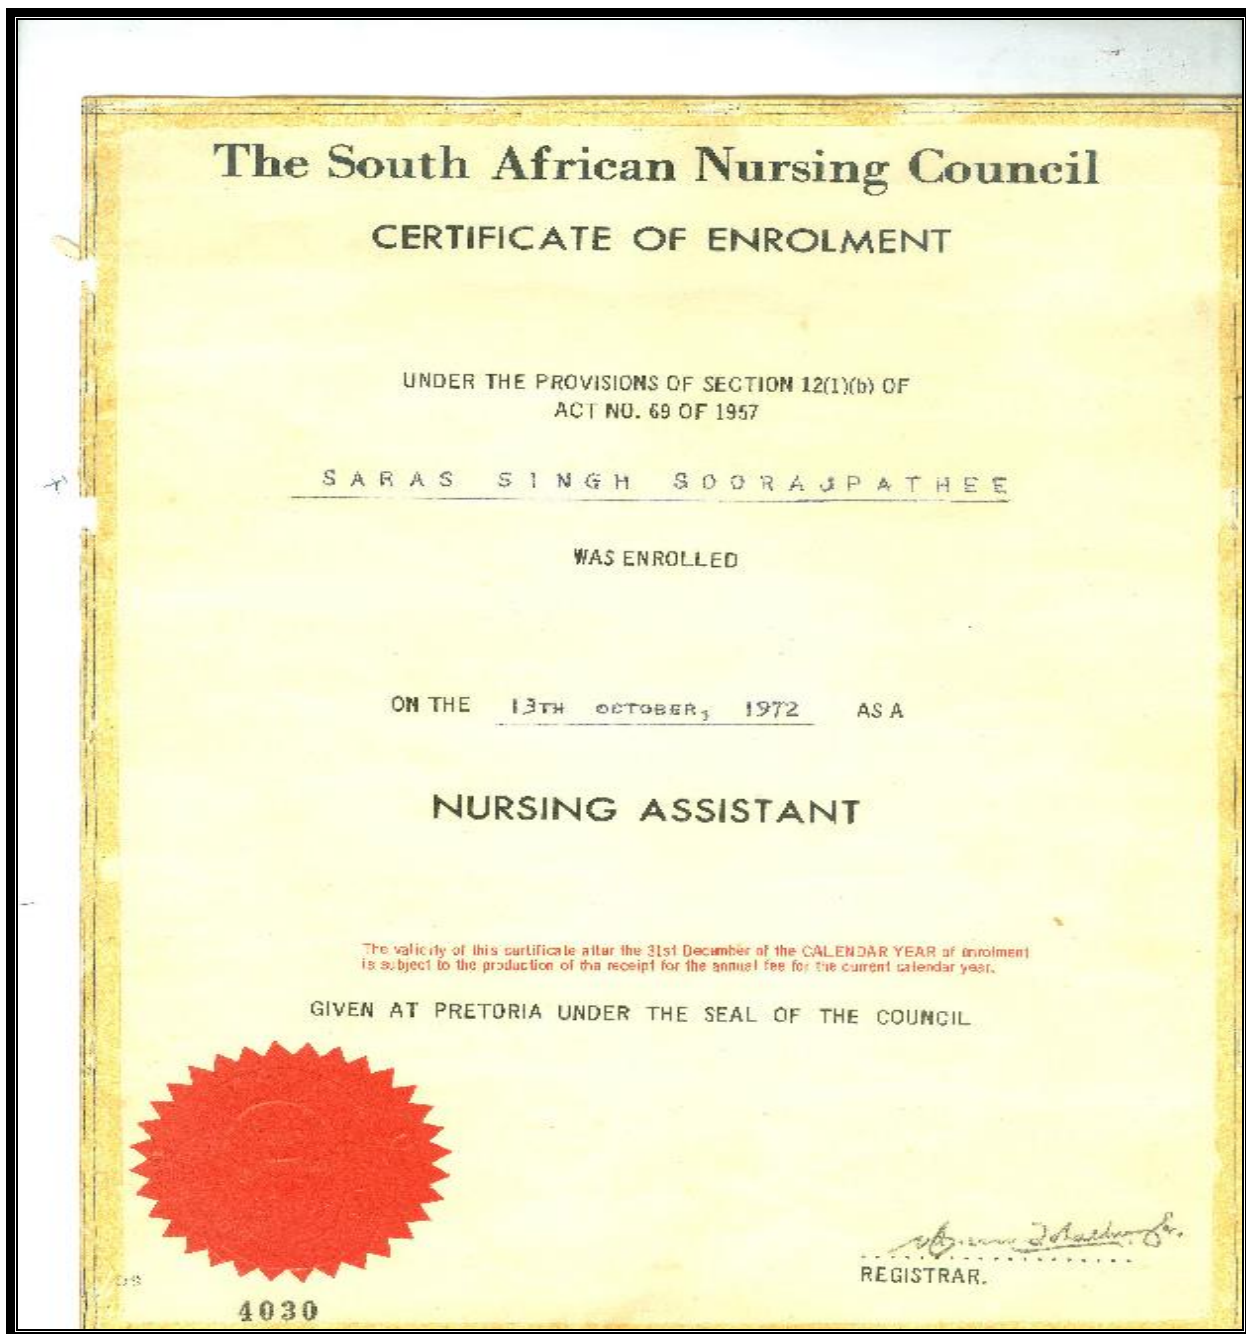 The South African Nursing Council
CERTIFICATE OF ENROLMENT
UNDER THE PROVISIONS OF SECTION 12(1)(b) OF
ACT NO. 69 OF 1957
SARAS SINGH SOORAJPATHEE
WAS ENROLLED
ON THE 13TH OCTOBER, 1972 AS A
NURSING ASSISTANT
The validity of this certificate after the 31st December of the CALENDAR YEAR of enrolment
is subject to the production of the receipt for the annual fee for the current calendar year.
GIVEN AT PRETORIA UNDER THE SEAL OF THE COUNCIL
REGISTRAR.
4030